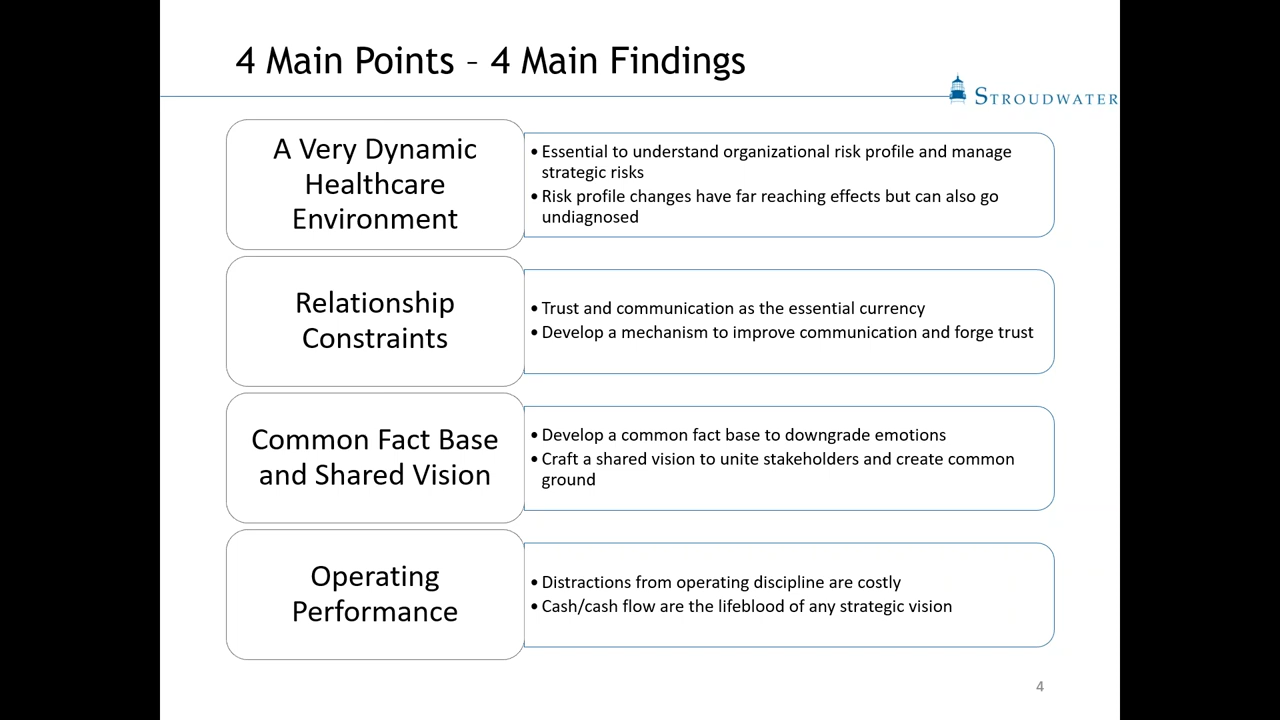 4 Main Points – 4 Main Findings
STROUDWATER
A Very Dynamic
Healthcare
Environment
• Essential to understand organizational risk profile and manage
strategic risks
• Risk profile changes have far reaching effects but can also go
undiagnosed
Relationship
Constraints
• Trust and communication as the essential currency
• Develop a mechanism to improve communication and forge trust
Common Fact Base
and Shared Vision
• Develop a common fact base to downgrade emotions
• Craft a shared vision to unite stakeholders and create common
ground
Operating
Performance
• Distractions from operating discipline are costly
• Cash/cash flow are the lifeblood of any strategic vision
4